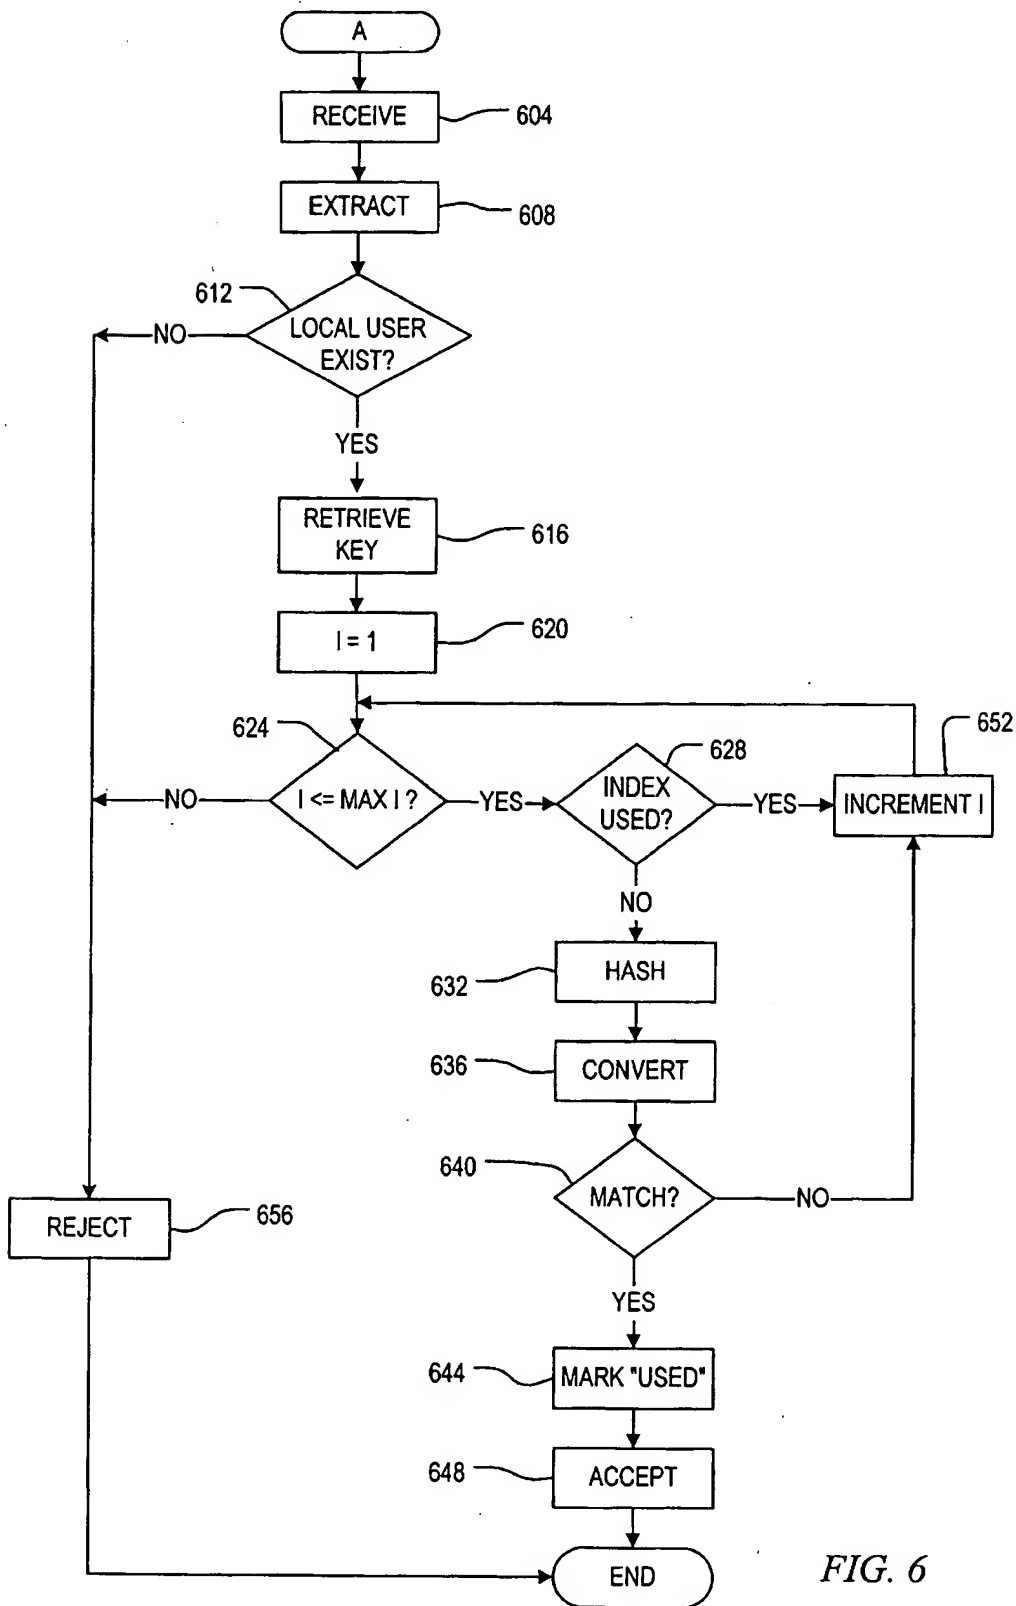 A
RECEIVE
604
EXTRACT
608
612
LOCAL USER
EXIST?
NO
YES
RETRIEVE
KEY
616
I = 1
620
624
I <= MAX I ?
NO
YES
628
INDEX
USED?
YES
652
INCREMENT I
NO
632
HASH
636
CONVERT
640
MATCH?
NO
656
REJECT
YES
644
MARK "USED"
648
ACCEPT
END
FIG. 6